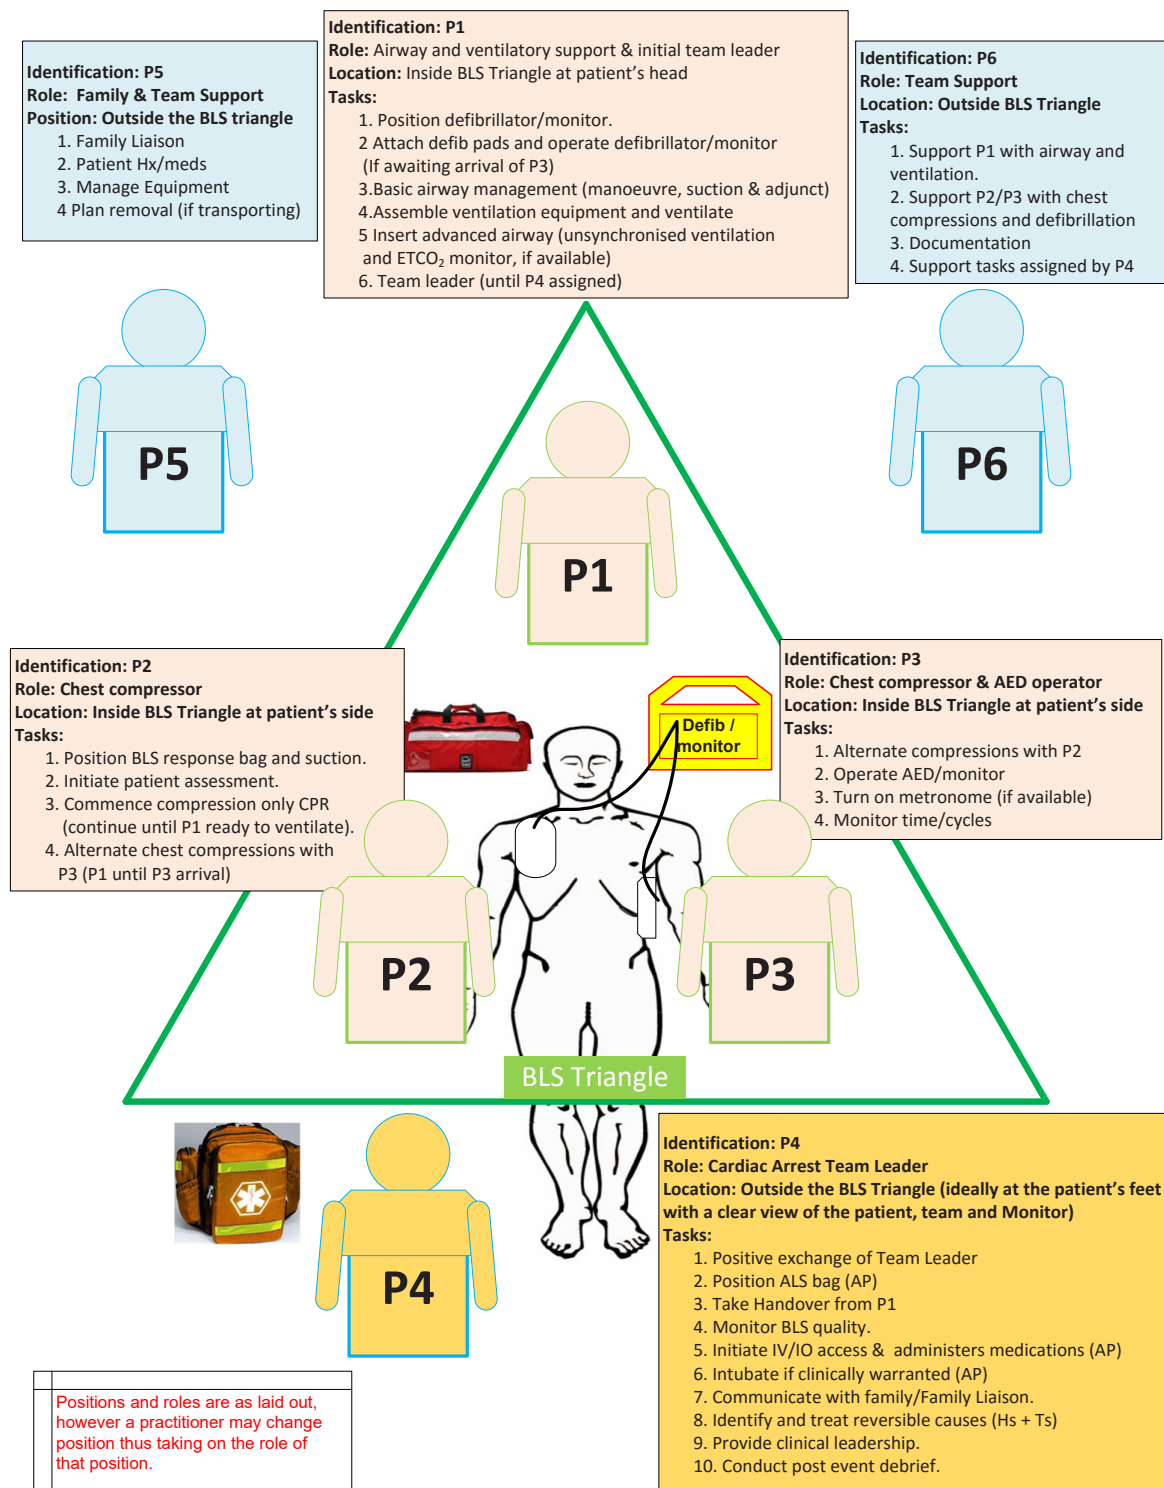 Identification: P1
Role: Airway and ventilatory support & initial team leader
Location: Inside BLS Triangle at patient's head
Tasks:
1. Position defibrillator/monitor.
2 Attach defib pads and operate defibrillator/monitor
(If awaiting arrival of P3)
3.Basic airway management (manoeuvre, suction & adjunct)
4.Assemble ventilation equipment and ventilate
5 Insert advanced airway (unsynchronised ventilation
and ETCO₂ monitor, if available)
6. Team leader (until P4 assigned)
Identification: P5
Role: Family & Team Support
Position: Outside the BLS triangle
1. Family Liaison
2. Patient Hx/meds
3. Manage Equipment
4 Plan removal (if transporting)
Identification: P6
Role: Team Support
Location: Outside BLS Triangle
Tasks:
1. Support P1 with airway and
ventilation.
2. Support P2/P3 with chest
compressions and defibrillation
3. Documentation
4. Support tasks assigned by P4
P5
P6
P1
Identification: P2
Role: Chest compressor
Location: Inside BLS Triangle at patient's side
Tasks:
1. Position BLS response bag and suction.
2. Initiate patient assessment.
3. Commence compression only CPR
(continue until P1 ready to ventilate).
4. Alternate chest compressions with
P3 (P1 until P3 arrival)
Defib /
monitor
Identification: P3
Role: Chest compressor & AED operator
Location: Inside BLS Triangle at patient's side
Tasks:
1. Alternate compressions with P2
2. Operate AED/monitor
3. Turn on metronome (if available)
4. Monitor time/cycles
P2
P3
BLS Triangle
P4
Identification: P4
Role: Cardiac Arrest Team Leader
Location: Outside the BLS Triangle (ideally at the patient's feet
with a clear view of the patient, team and Monitor)
Tasks:
1. Positive exchange of Team Leader
2. Position ALS bag (AP)
3. Take Handover from P1
4. Monitor BLS quality.
5. Initiate IV/IO access & administers medications (AP)
6. Intubate if clinically warranted (AP)
7. Communicate with family/Family Liaison.
8. Identify and treat reversible causes (Hs + Ts)
9. Provide clinical leadership.
10. Conduct post event debrief.
Positions and roles are as laid out,
however a practitioner may change
position thus taking on the role of
that position.